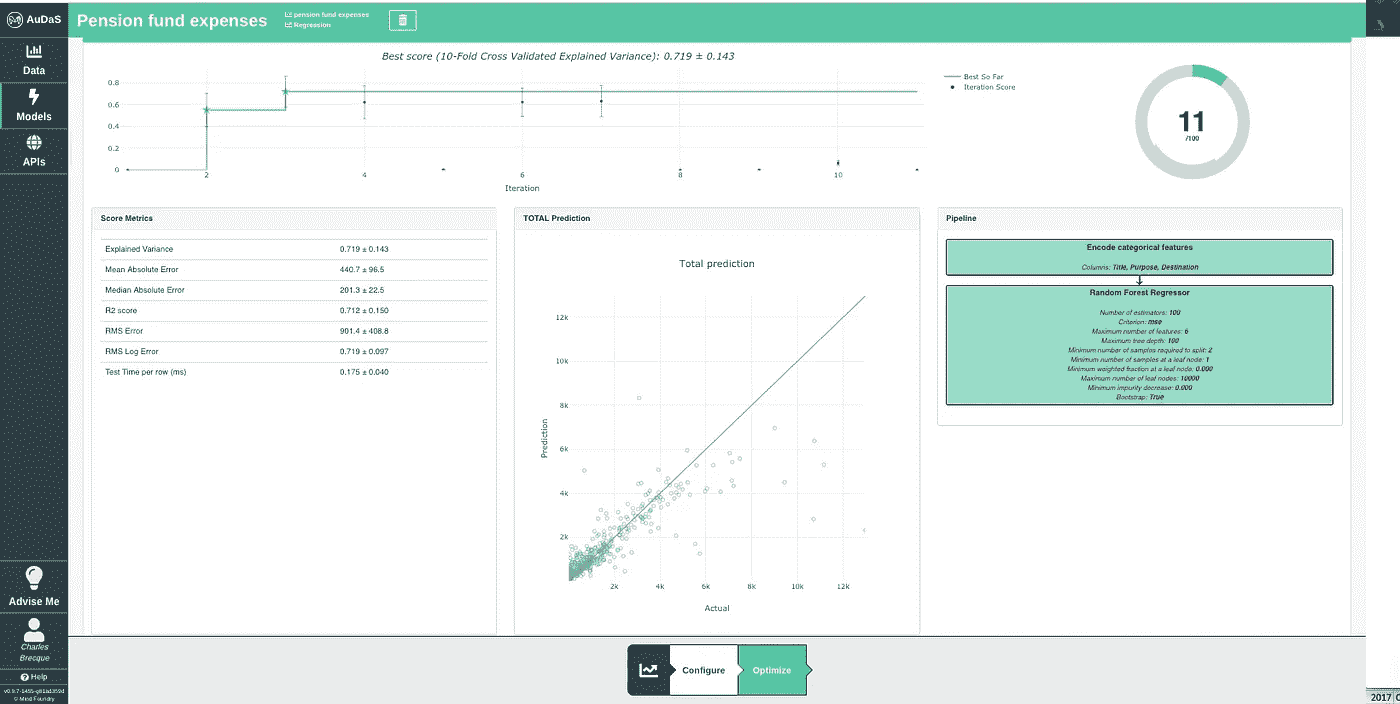 AuDaS
Pension fund expenses
pension fund expenses
Regression
Data
Models
APIs
Advise Me
Charles
Brecque
Help
© Mind Foundry
Best score (10-Fold Cross Validated Explained Variance): 0.719 ± 0.143
0.8
0.6
0.4
0.2
0
2
4
6
8
10
Iteration
Best So Far
Iteration Score
11
/100
Score Metrics
Explained Variance 0.719 ± 0.143
Mean Absolute Error 440.7 ± 96.5
Median Absolute Error 201.3 ± 22.5
R2 score 0.712 ± 0.150
RMS Error 901.4 ± 408.8
RMS Log Error 0.719 ± 0.097
Test Time per row (ms) 0.175 ± 0.040
TOTAL Prediction
Total prediction
12k
10k
8k
6k
4k
2k
Prediction
2k
4k
6k
8k
10k
12k
Actual
Pipeline
Encode categorical features
Columns: Title, Purpose, Destination
Random Forest Regressor
Number of estimators: 100
Criterion: mse
Maximum number of features: 6
Maximum tree depth: 100
Minimum number of samples required to split: 2
Minimum number of samples at a leaf node: 1
Minimum weighted fraction at a leaf node: 0.000
Maximum number of leaf nodes: 10000
Minimum impurity decrease: 0.000
Bootstrap: True
Configure
Optimize
2017